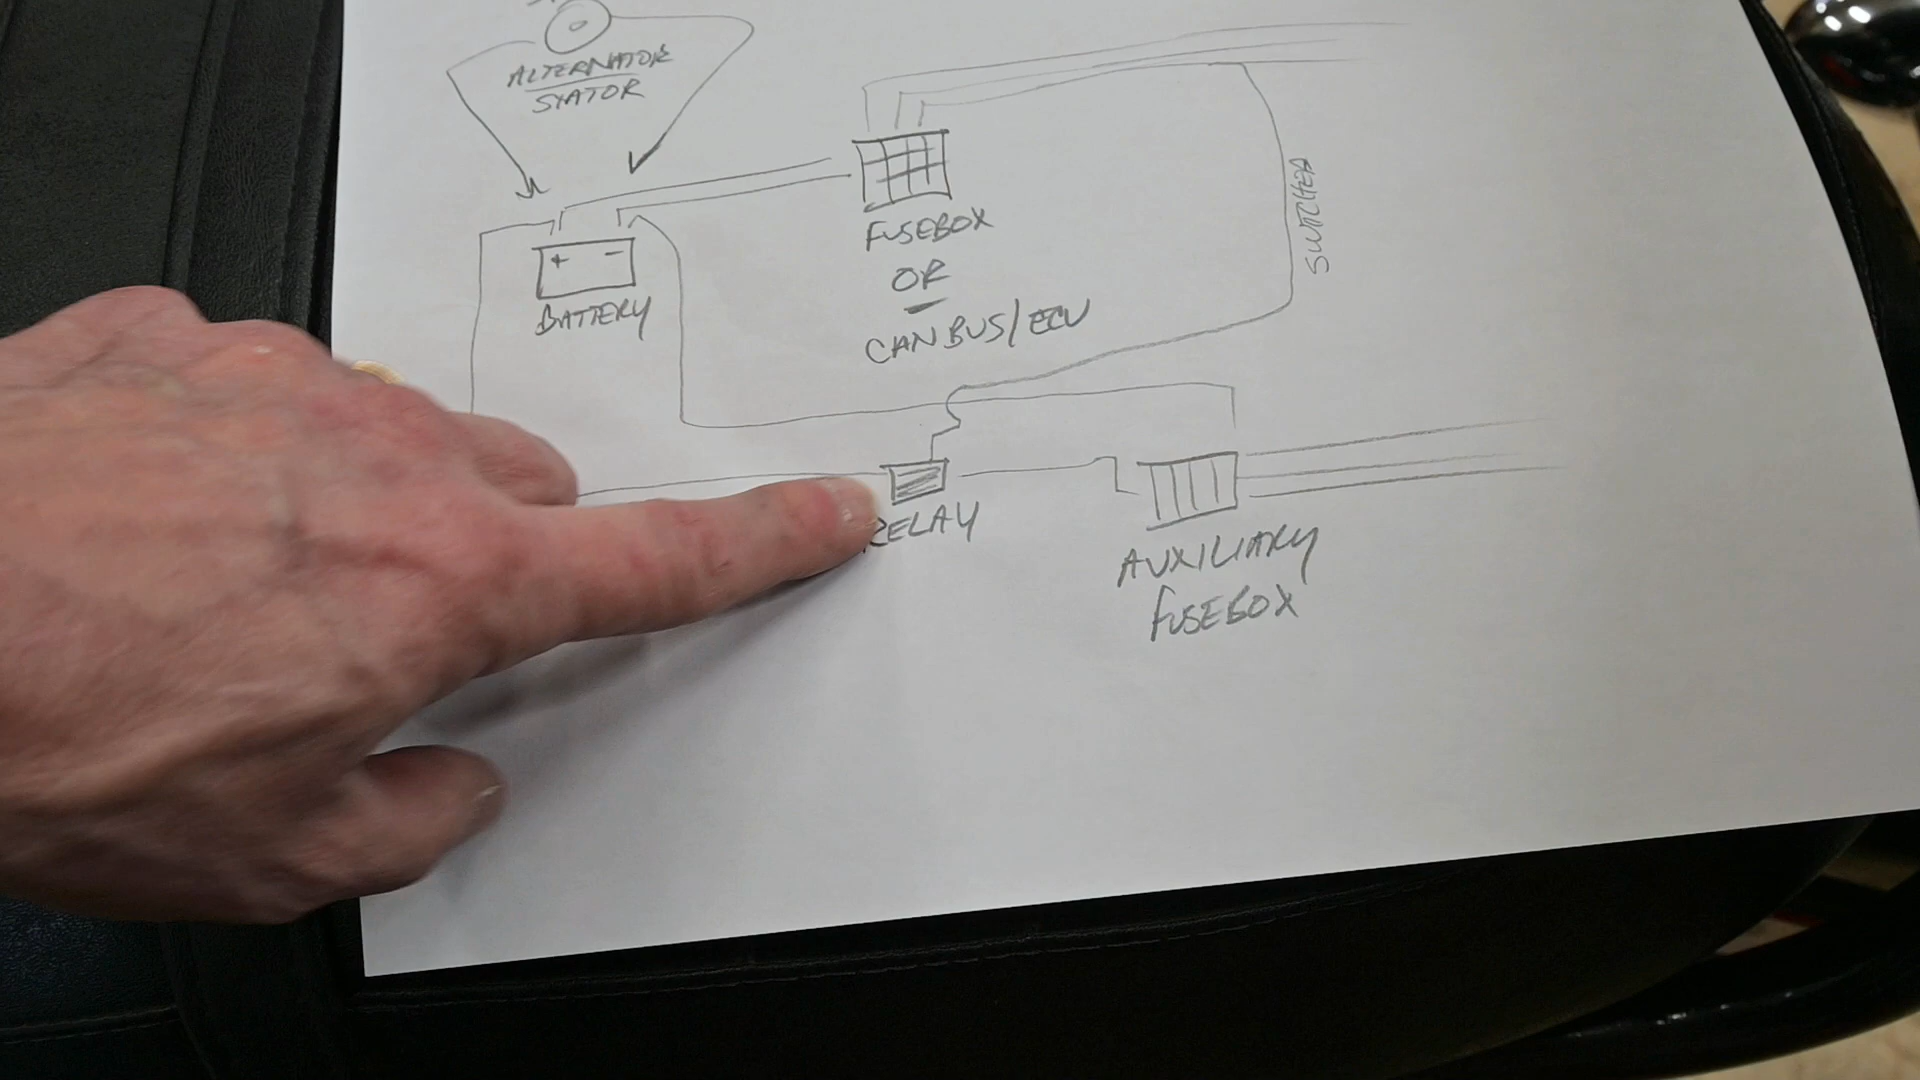 ALTERNATOR
STATOR
+ -
BATTERY
FUSEBOX
OR
CANBUS/ECU
SWITCHED
RELAY
AUXILIARY
FUSEBOX